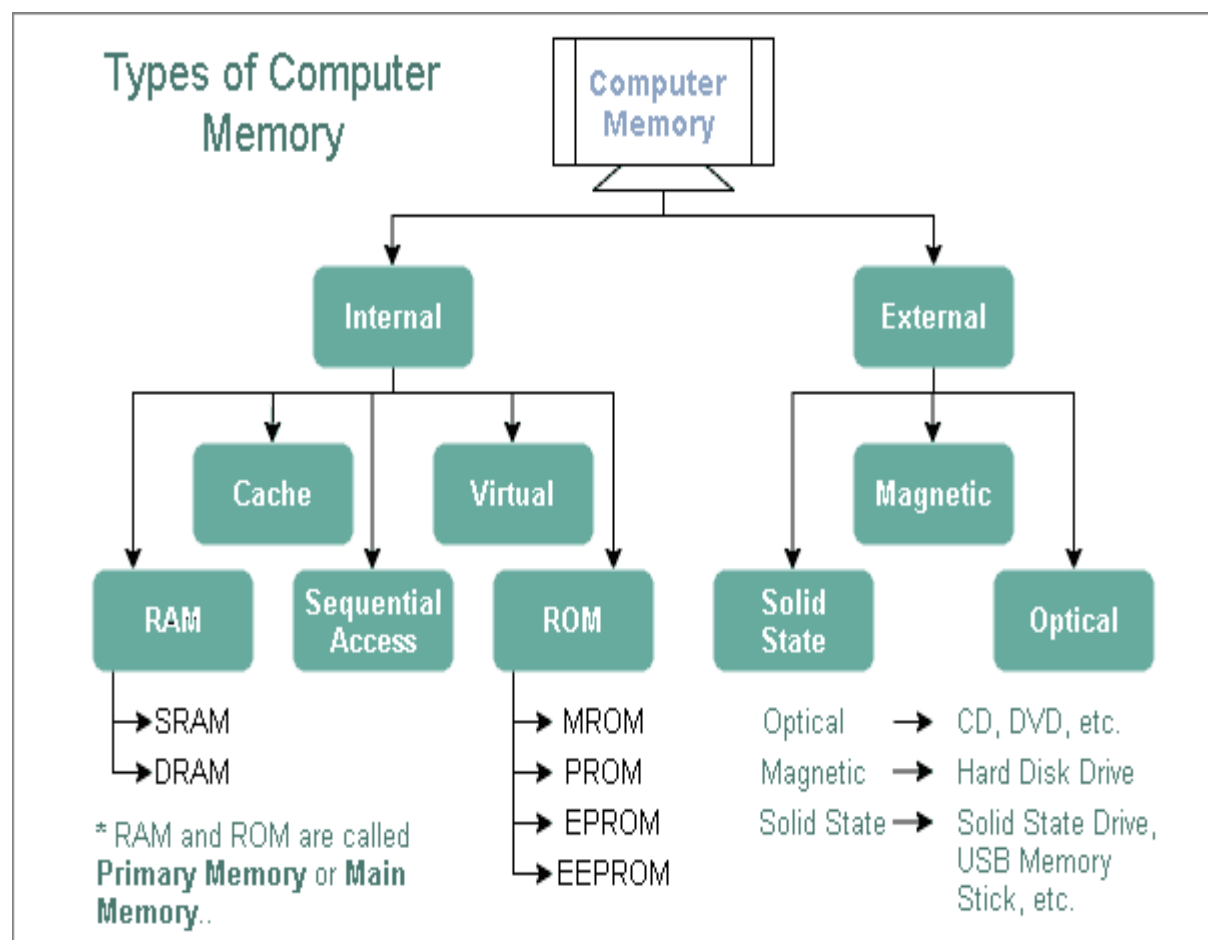 Types of Computer
Memory
Computer
Memory
Internal
External
Cache
Virtual
Magnetic
RAM
Sequential
Access
ROM
Solid
State
Optical
SRAM
DRAM
* RAM and ROM are called
Primary Memory or Main
Memory..
MROM
PROM
EPROM
EEPROM
Optical CD, DVD, etc.
Magnetic Hard Disk Drive
Solid State Solid State Drive,
USB Memory
Stick, etc.